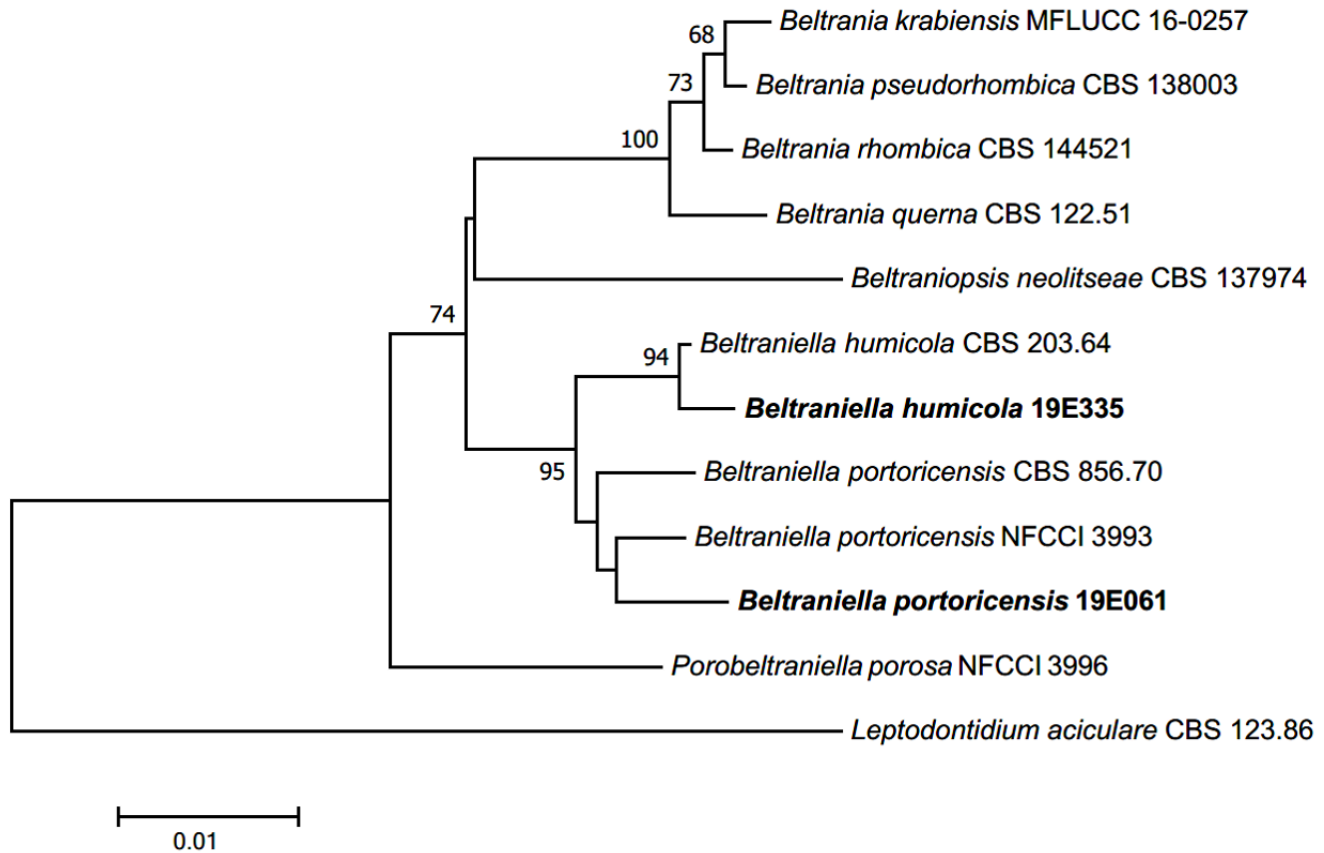 Beltrania krabiensis MFLUCC 16-0257
68
Beltrania pseudorhombica CBS 138003
73
Beltrania rhombica CBS 144521
100
Beltrania querna CBS 122.51
Beltraniopsis neolitseae CBS 137974
74
Beltraniella humicola CBS 203.64
94
Beltraniella humicola 19E335
Beltraniella portoricensis CBS 856.70
95
Beltraniella portoricensis NFCCI 3993
Beltraniella portoricensis 19E061
Porobeltraniella porosa NFCCI 3996
Leptodontidium aciculare CBS 123.86
0.01